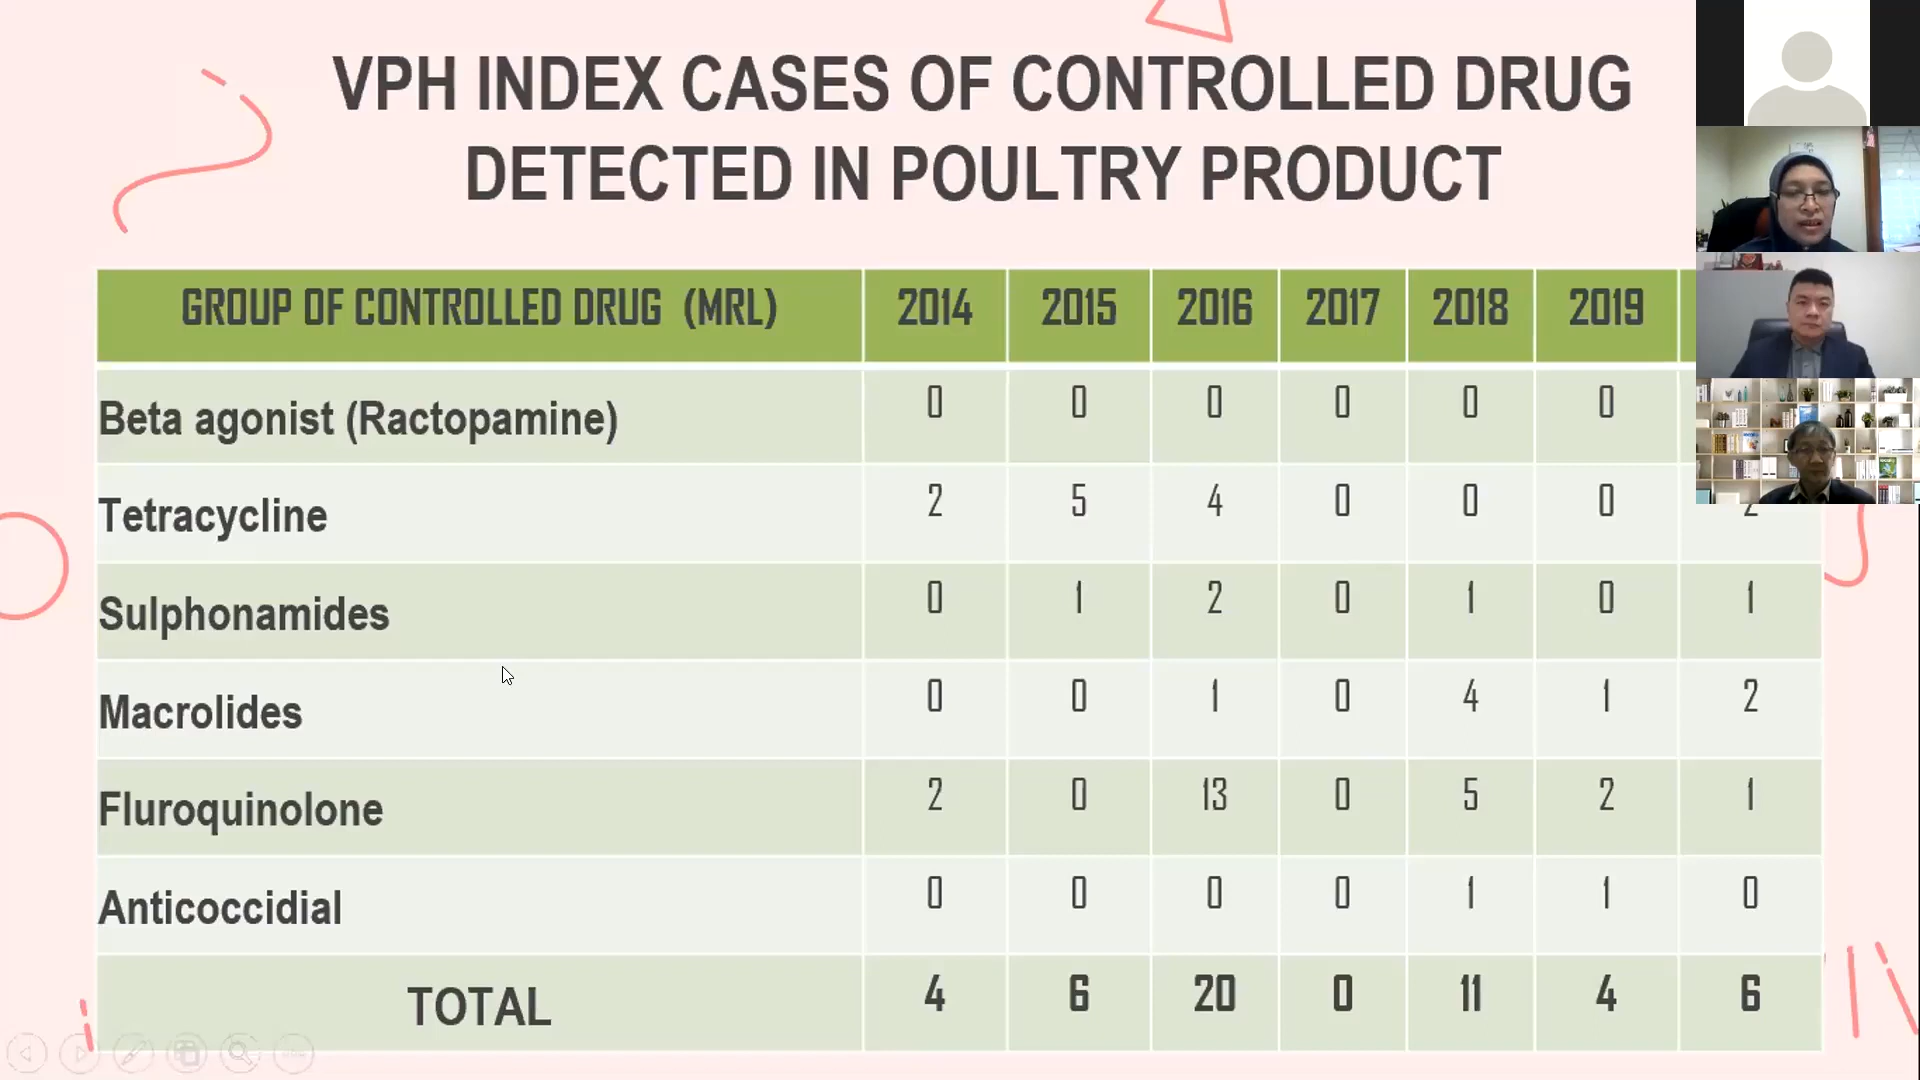 VPH INDEX CASES OF CONTROLLED DRUG
DETECTED IN POULTRY PRODUCT
GROUP OF CONTROLLED DRUG (MRL) 2014 2015 2016 2017 2018 2019
Beta agonist (Ractopamine) 0 0 0 0 0 0
Tetracycline 2 5 4 0 0 0 2
Sulphonamides 0 1 2 0 1 0 1
Macrolides 0 0 1 0 4 1 2
Fluroquinolone 2 0 13 0 5 2 1
Anticoccidial 0 0 0 0 1 1 0
TOTAL 4 6 20 0 11 4 6